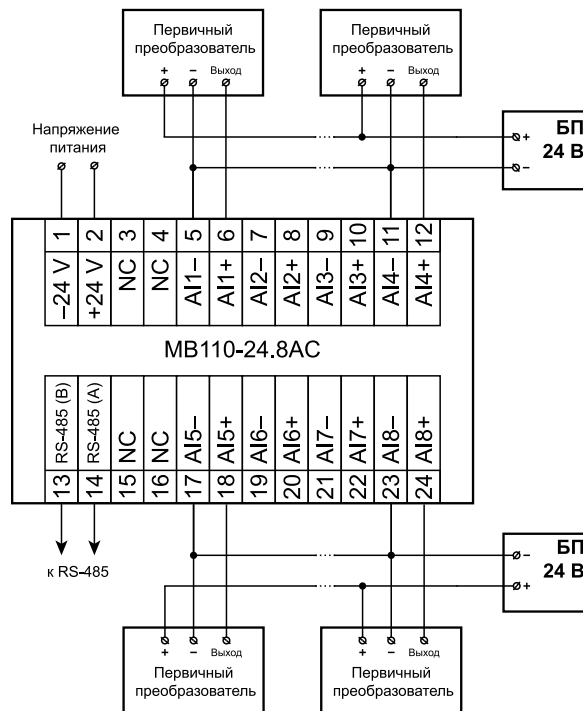 Первичный преобразователь
+ – Выход
Первичный преобразователь
+ – Выход
Напряжение питания
БП 24 В
+
–
1 2 3 4 5 6 7 8 9 10 11 12
–24 V +24 V NC NC AI1– AI1+ AI2– AI2+ AI3– AI3+ AI4– AI4+
МВ110-24.8АС
RS-485 (B) RS-485 (A) NC NC AI5– AI5+ AI6– AI6+ AI7– AI7+ AI8– AI8+
13 14 15 16 17 18 19 20 21 22 23 24
к RS-485
БП 24 В
–
+
+ – Выход
Первичный преобразователь
+ – Выход
Первичный преобразователь